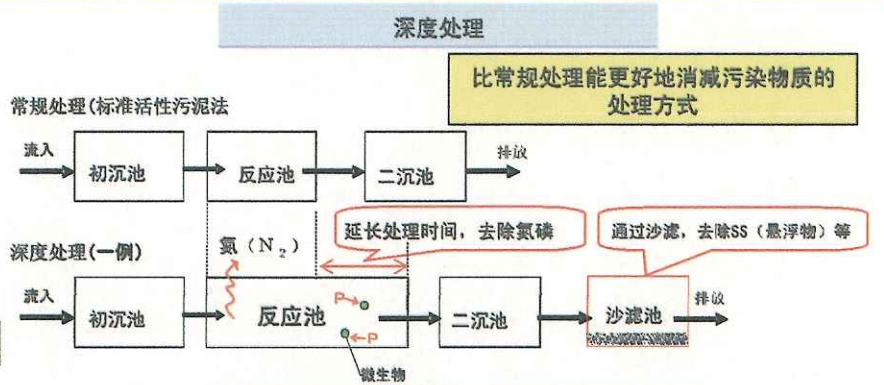 深度处理
比常规处理能更好地消减污染物质的
处理方式
常规处理(标准活性污泥法
流入
初沉池
反应池
二沉池
排放
延长处理时间，去除氮磷
通过沙滤，去除SS（悬浮物）等
氮（N₂）
深度处理(一例)
流入
初沉池
反应池
P
P
微生物
二沉池
沙滤池
排放